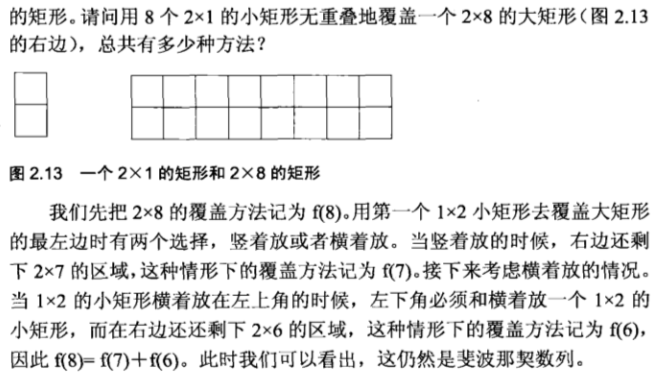 的矩形。请问用 8 个 2×1 的小矩形无重叠地覆盖一个 2×8 的大矩形（图 2.13
的右边），总共有多少种方法？
图 2.13 一个 2×1 的矩形和 2×8 的矩形
我们先把 2×8 的覆盖方法记为 f(8)。用第一个 1×2 小矩形去覆盖大矩形
的最左边时有两个选择，竖着放或者横着放。当竖着放的时候，右边还剩
下 2×7 的区域，这种情形下的覆盖方法记为 f(7)。接下来考虑横着放的情况。
当 1×2 的小矩形横着放在左上角的时候，左下角必须和横着放一个 1×2 的
小矩形，而在右边还还剩下 2×6 的区域，这种情形下的覆盖方法记为 f(6)，
因此 f(8)= f(7)＋f(6)。此时我们可以看出，这仍然是斐波那契数列。